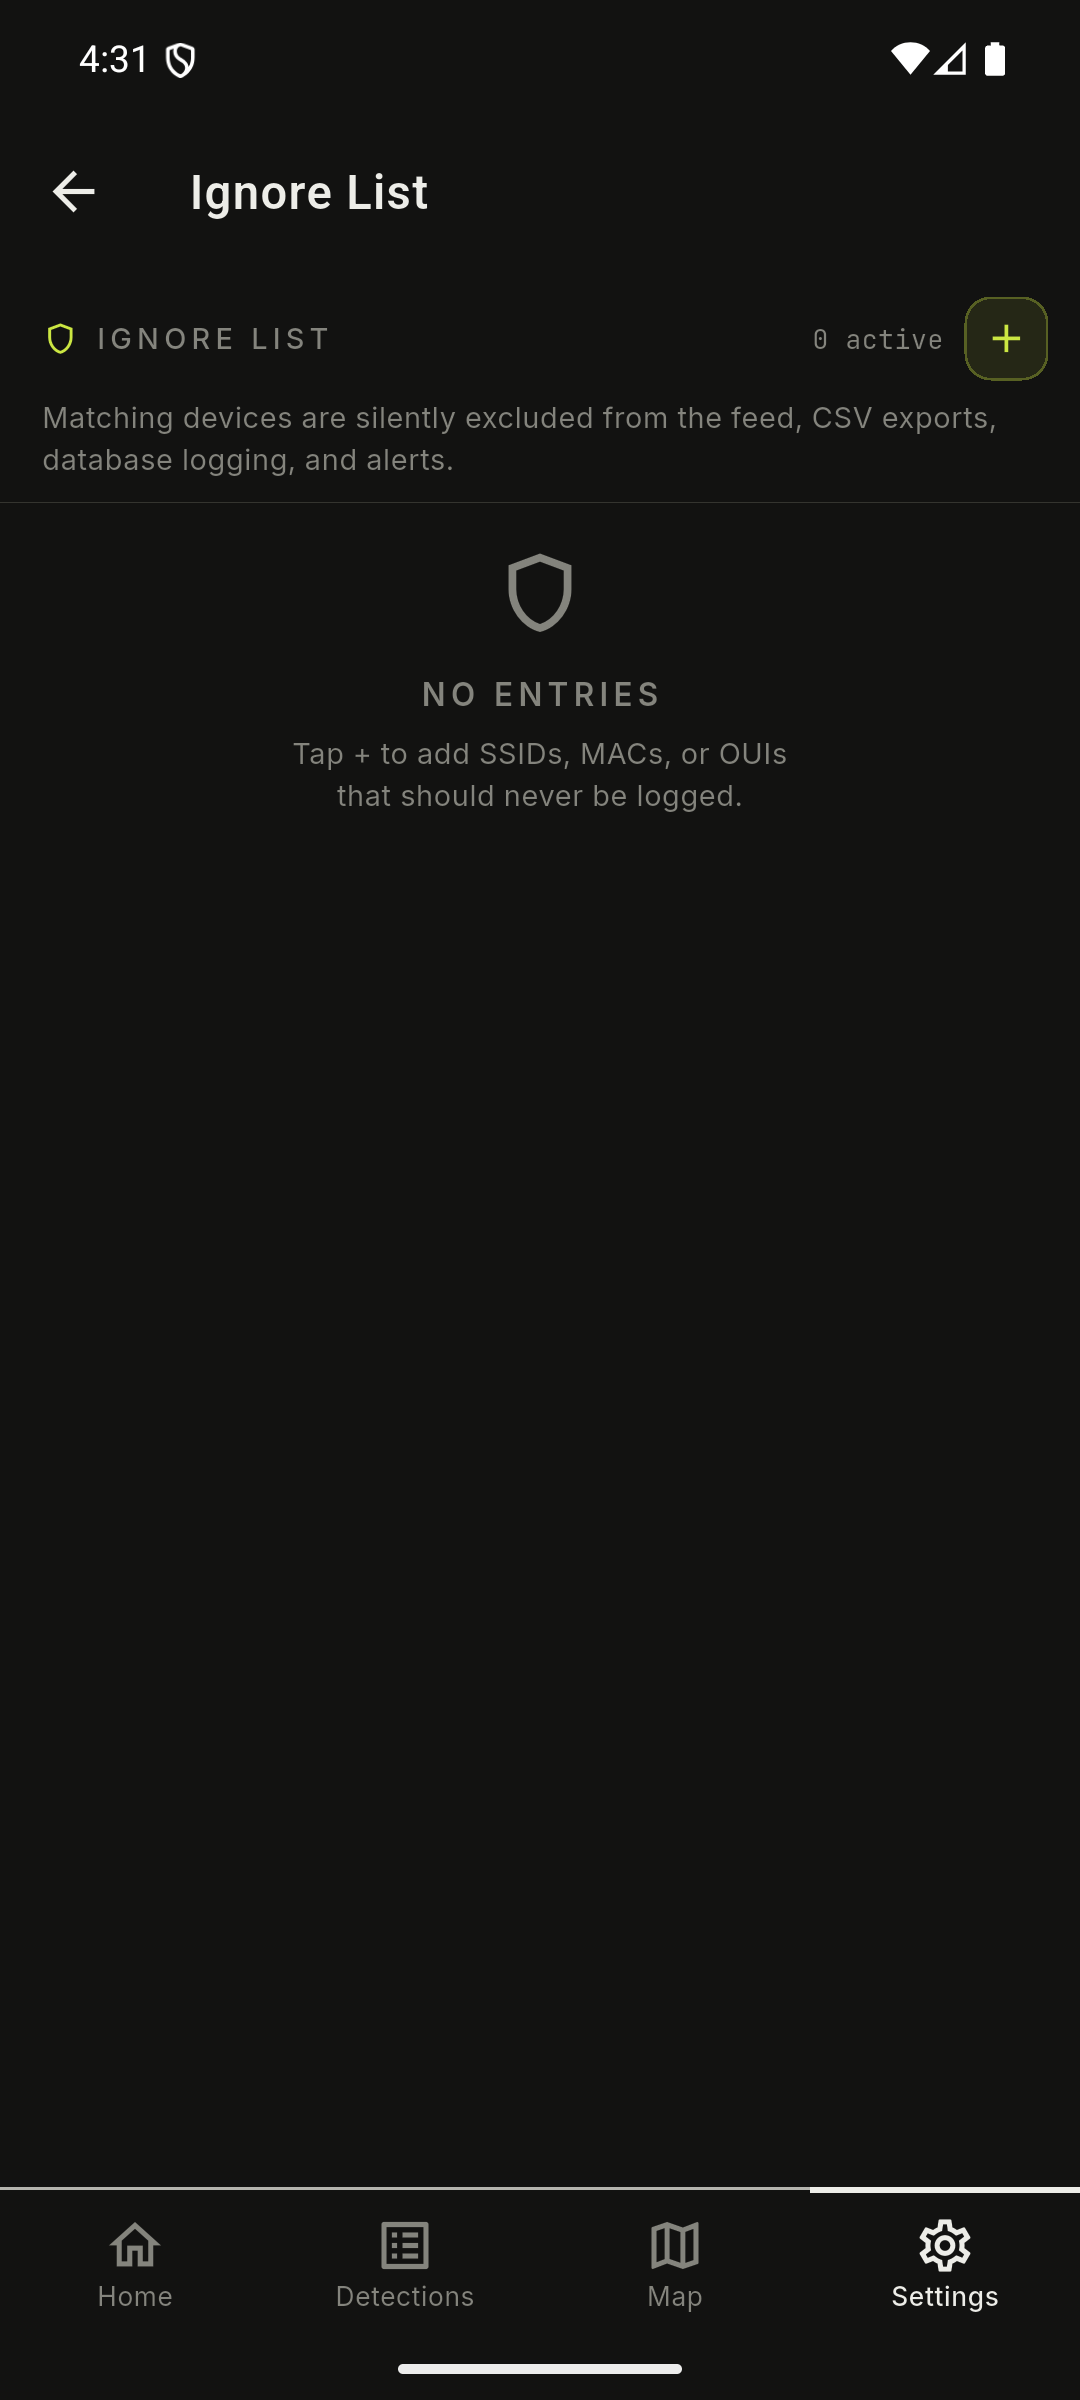 4:31
Ignore List
IGNORE LIST
0 active
Matching devices are silently excluded from the feed, CSV exports,
database logging, and alerts.
NO ENTRIES
Tap + to add SSIDs, MACs, or OUIs
that should never be logged.
Home
Detections
Map
Settings